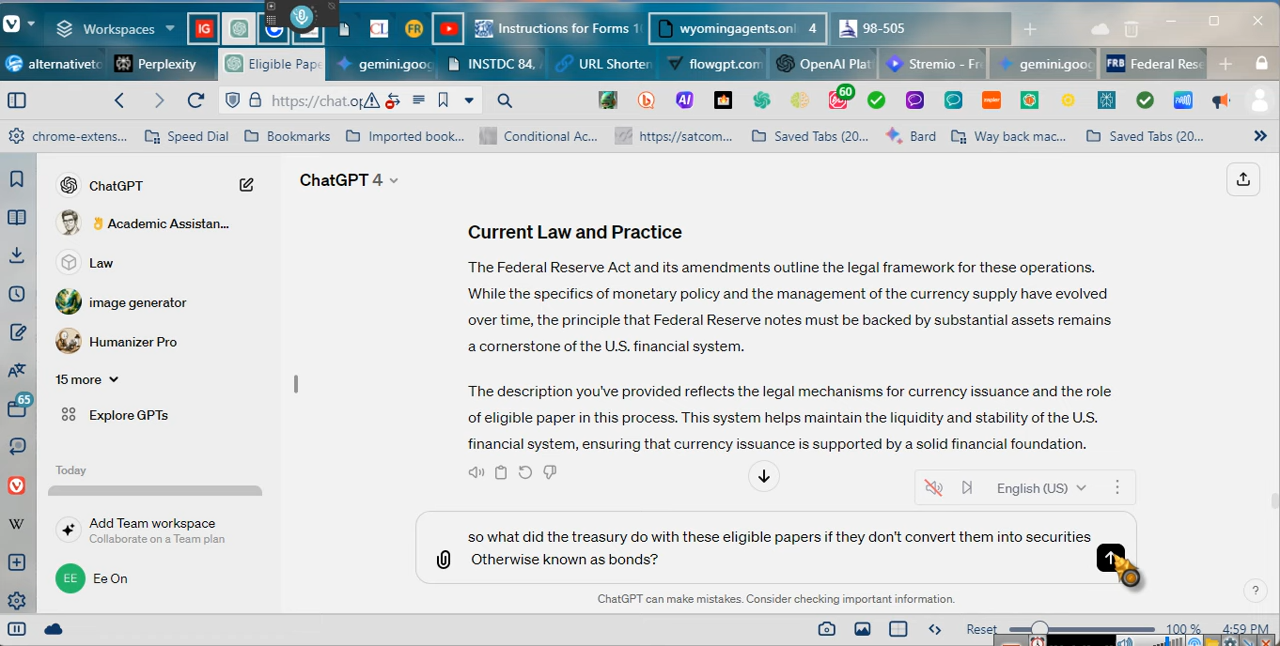 Workspaces
IG
CL
FR
Instructions for Forms 1
wyomingagents.onl 4
98-505
alternativeto
Perplexity
Eligible Pape
gemini.goog
INSTDC 84,
URL Shorten
flowgpt.com
OpenAI Plat
Stremio - Fr
gemini.goog
FRB Federal Rese
https://chat.op
60
chrome-extens...
Speed Dial
Bookmarks
Imported book...
Conditional Ac...
https://satcom...
Saved Tabs (20...
Bard
Way back mac...
Saved Tabs (20...
ChatGPT
Academic Assistan...
Law
image generator
Humanizer Pro
15 more
Explore GPTs
Today
Add Team workspace
Collaborate on a Team plan
EE Ee On
65
W
ChatGPT 4
Current Law and Practice
The Federal Reserve Act and its amendments outline the legal framework for these operations.
While the specifics of monetary policy and the management of the currency supply have evolved
over time, the principle that Federal Reserve notes must be backed by substantial assets remains
a cornerstone of the U.S. financial system.
The description you've provided reflects the legal mechanisms for currency issuance and the role
of eligible paper in this process. This system helps maintain the liquidity and stability of the U.S.
financial system, ensuring that currency issuance is supported by a solid financial foundation.
English (US)
so what did the treasury do with these eligible papers if they don't convert them into securities
Otherwise known as bonds?
ChatGPT can make mistakes. Consider checking important information.
?
Reset
100 %
4:59 PM